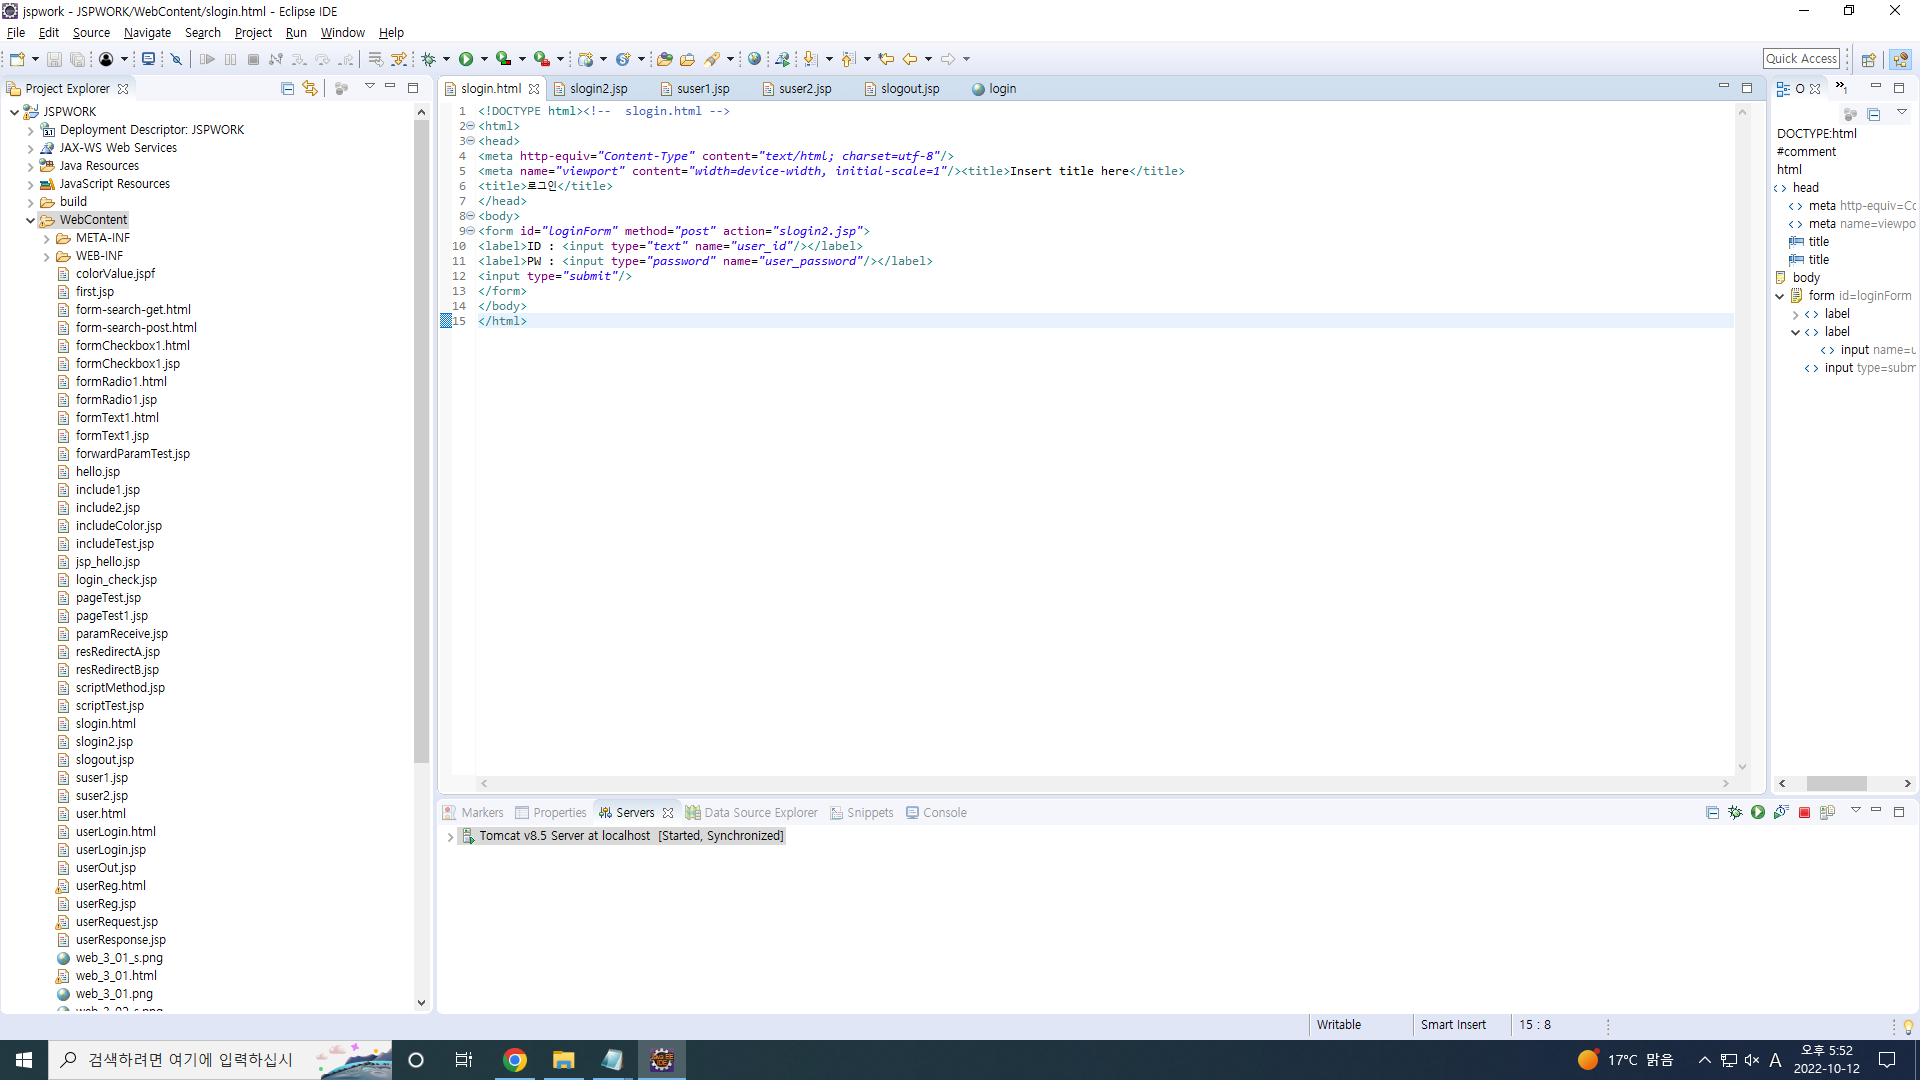 jspwork - JSPWORK/WebContent/slogin.html - Eclipse IDE
File Edit Source Navigate Search Project Run Window Help
Quick Access
Project Explorer
JSPWORK
Deployment Descriptor: JSPWORK
JAX-WS Web Services
Java Resources
JavaScript Resources
build
WebContent
META-INF
WEB-INF
colorValue.jspf
first.jsp
form-search-get.html
form-search-post.html
formCheckbox1.html
formCheckbox1.jsp
formRadio1.html
formRadio1.jsp
formText1.html
formText1.jsp
forwardParamTest.jsp
hello.jsp
include1.jsp
include2.jsp
includeColor.jsp
includeTest.jsp
jsp_hello.jsp
login_check.jsp
pageTest.jsp
pageTest1.jsp
paramReceive.jsp
resRedirectA.jsp
resRedirectB.jsp
scriptMethod.jsp
scriptTest.jsp
slogin.html
slogin2.jsp
slogout.jsp
suser1.jsp
suser2.jsp
user.html
userLogin.html
userLogin.jsp
userOut.jsp
userReg.html
userReg.jsp
userRequest.jsp
userResponse.jsp
web_3_01_s.png
web_3_01.html
web_3_01.png
slogin.html slogin2.jsp suser1.jsp suser2.jsp slogout.jsp login
1 <!DOCTYPE html><!-- slogin.html -->
2 <html>
3 <head>
4 <meta http-equiv="Content-Type" content="text/html; charset=utf-8"/>
5 <meta name="viewport" content="width=device-width, initial-scale=1"/><title>Insert title here</title>
6 <title>로그인</title>
7 </head>
8 <body>
9 <form id="loginForm" method="post" action="slogin2.jsp">
10 <label>ID : <input type="text" name="user_id"/></label>
11 <label>PW : <input type="password" name="user_password"/></label>
12 <input type="submit"/>
13 </form>
14 </body>
15 </html>
O
DOCTYPE:html
#comment
html
head
meta http-equiv=Co
meta name=viewpo
title
title
body
form id=loginForm
label
label
input name=u
input type=subm
Markers Properties Servers Data Source Explorer Snippets Console
Tomcat v8.5 Server at localhost [Started, Synchronized]
Writable Smart Insert 15 : 8
검색하려면 여기에 입력하십시
17°C 맑음
A
오후 5:52
2022-10-12